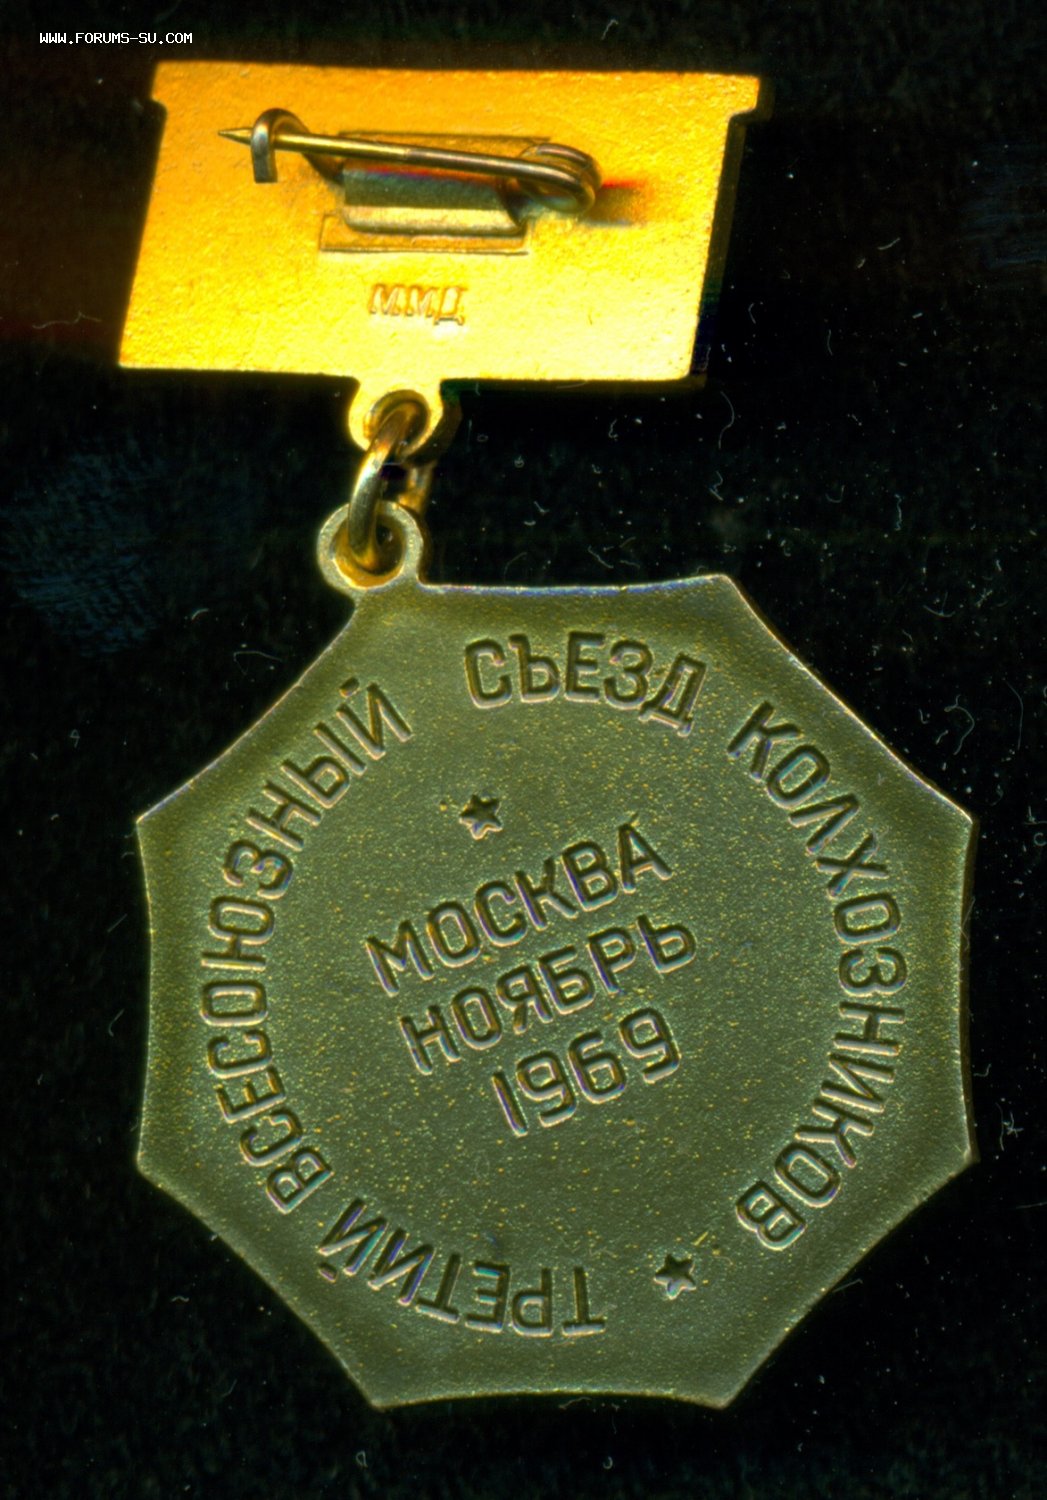 WWW.FORUMS-SU.COM
ММД
ТРЕТИЙ ВСЕСОЮЗНЫЙ СЪЕЗД КОЛХОЗНИКОВ
МОСКВА
НОЯБРЬ
1969